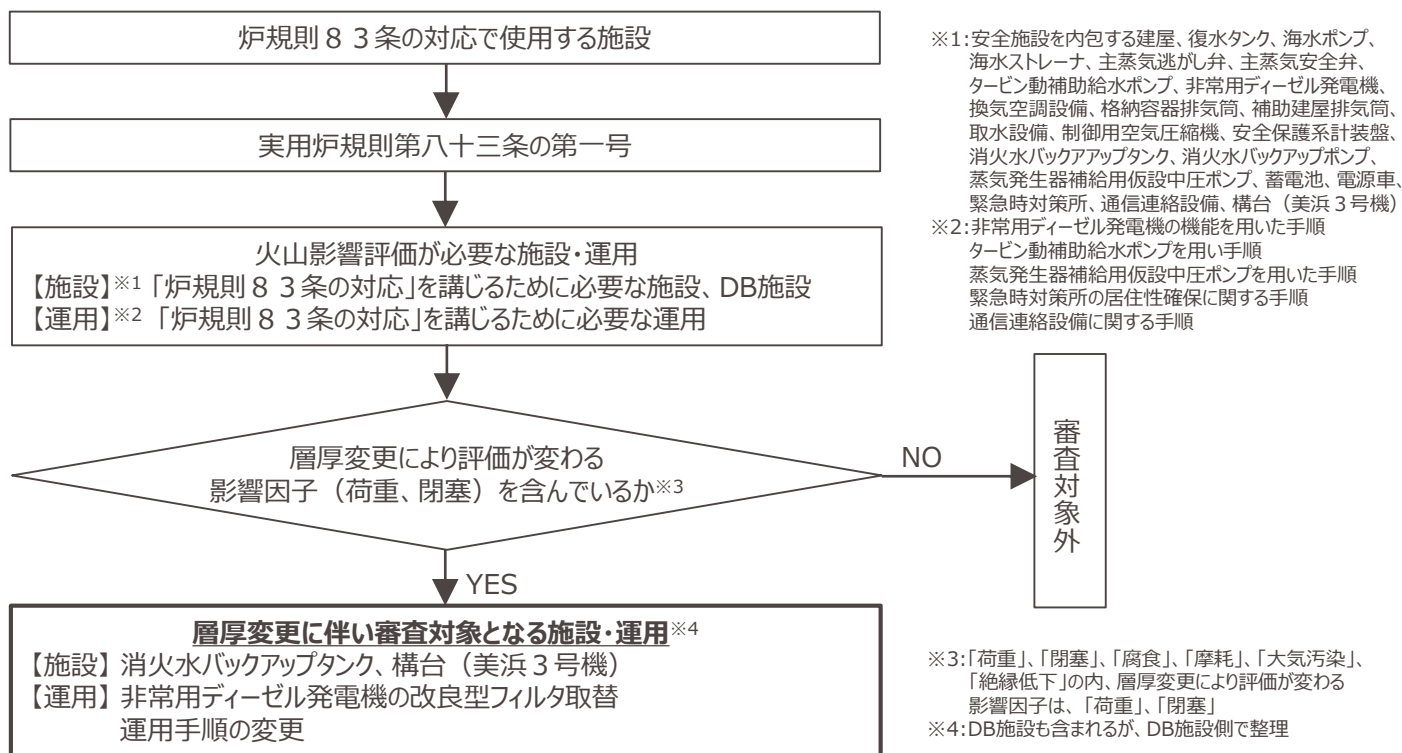 炉規則８３条の対応で使用する施設
実用炉規則第八十三条の第一号
火山影響評価が必要な施設・運用
【施設】※1「炉規則８３条の対応」を講じるために必要な施設、DB施設
【運用】※2「炉規則８３条の対応」を講じるために必要な運用
層厚変更により評価が変わる
影響因子（荷重、閉塞）を含んでいるか※3
NO
審査対象外
YES
層厚変更に伴い審査対象となる施設・運用※4
【施設】 消火水バックアップタンク、構台（美浜３号機）
【運用】 非常用ディーゼル発電機の改良型フィルタ取替
運用手順の変更
※1:安全施設を内包する建屋、復水タンク、海水ポンプ、
海水ストレーナ、主蒸気逃がし弁、主蒸気安全弁、
タービン動補助給水ポンプ、非常用ディーゼル発電機、
換気空調設備、格納容器排気筒、補助建屋排気筒、
取水設備、制御用空気圧縮機、安全保護系計装盤、
消火水バックアアップタンク、消火水バックアップポンプ、
蒸気発生器補給用仮設中圧ポンプ、蓄電池、電源車、
緊急時対策所、通信連絡設備、構台（美浜３号機）
※2:非常用ディーゼル発電機の機能を用いた手順
タービン動補助給水ポンプを用い手順
蒸気発生器補給用仮設中圧ポンプを用いた手順
緊急時対策所の居住性確保に関する手順
通信連絡設備に関する手順
※3:「荷重」、「閉塞」、「腐食」、「摩耗」、「大気汚染」、
「絶縁低下」の内、層厚変更により評価が変わる
影響因子は、「荷重」、「閉塞」
※4:DB施設も含まれるが、DB施設側で整理